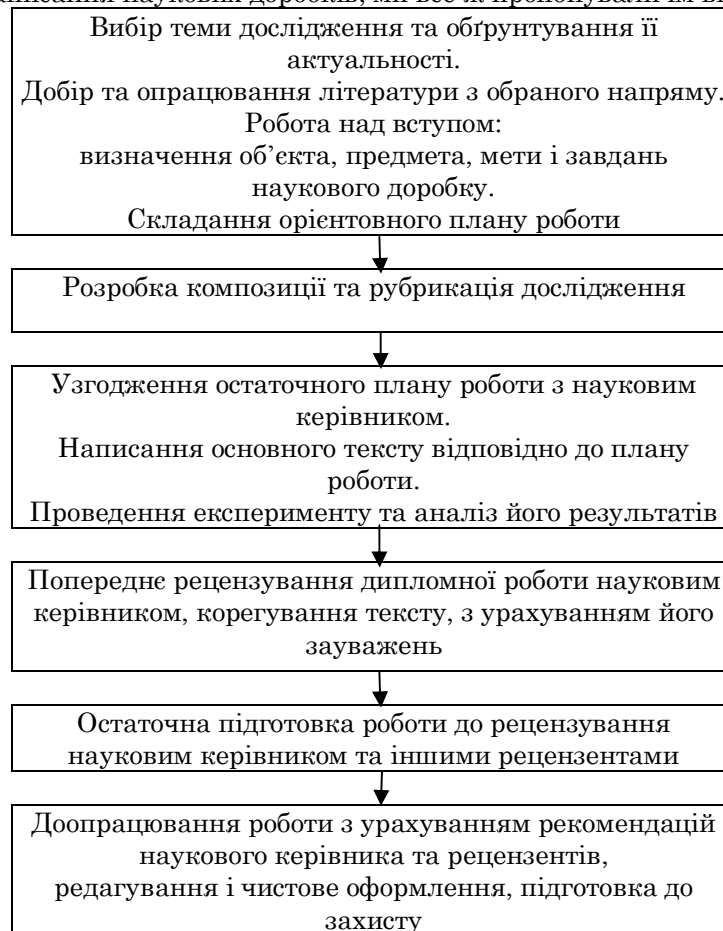 Вибір теми дослідження та обґрунтування її
актуальності.
Добір та опрацювання літератури з обраного напряму.
Робота над вступом:
визначення об’єкта, предмета, мети і завдань
наукового доробку.
Складання орієнтовного плану роботи
Розробка композиції та рубрикація дослідження
Узгодження остаточного плану роботи з науковим
керівником.
Написання основного тексту відповідно до плану
роботи.
Проведення експерименту та аналіз його результатів
Попереднє рецензування дипломної роботи науковим
керівником, корегування тексту, з урахуванням його
зауважень
Остаточна підготовка роботи до рецензування
науковим керівником та іншими рецензентами
Доопрацювання роботи з урахуванням рекомендацій
наукового керівника та рецензентів,
редагування і чистове оформлення, підготовка до
захисту